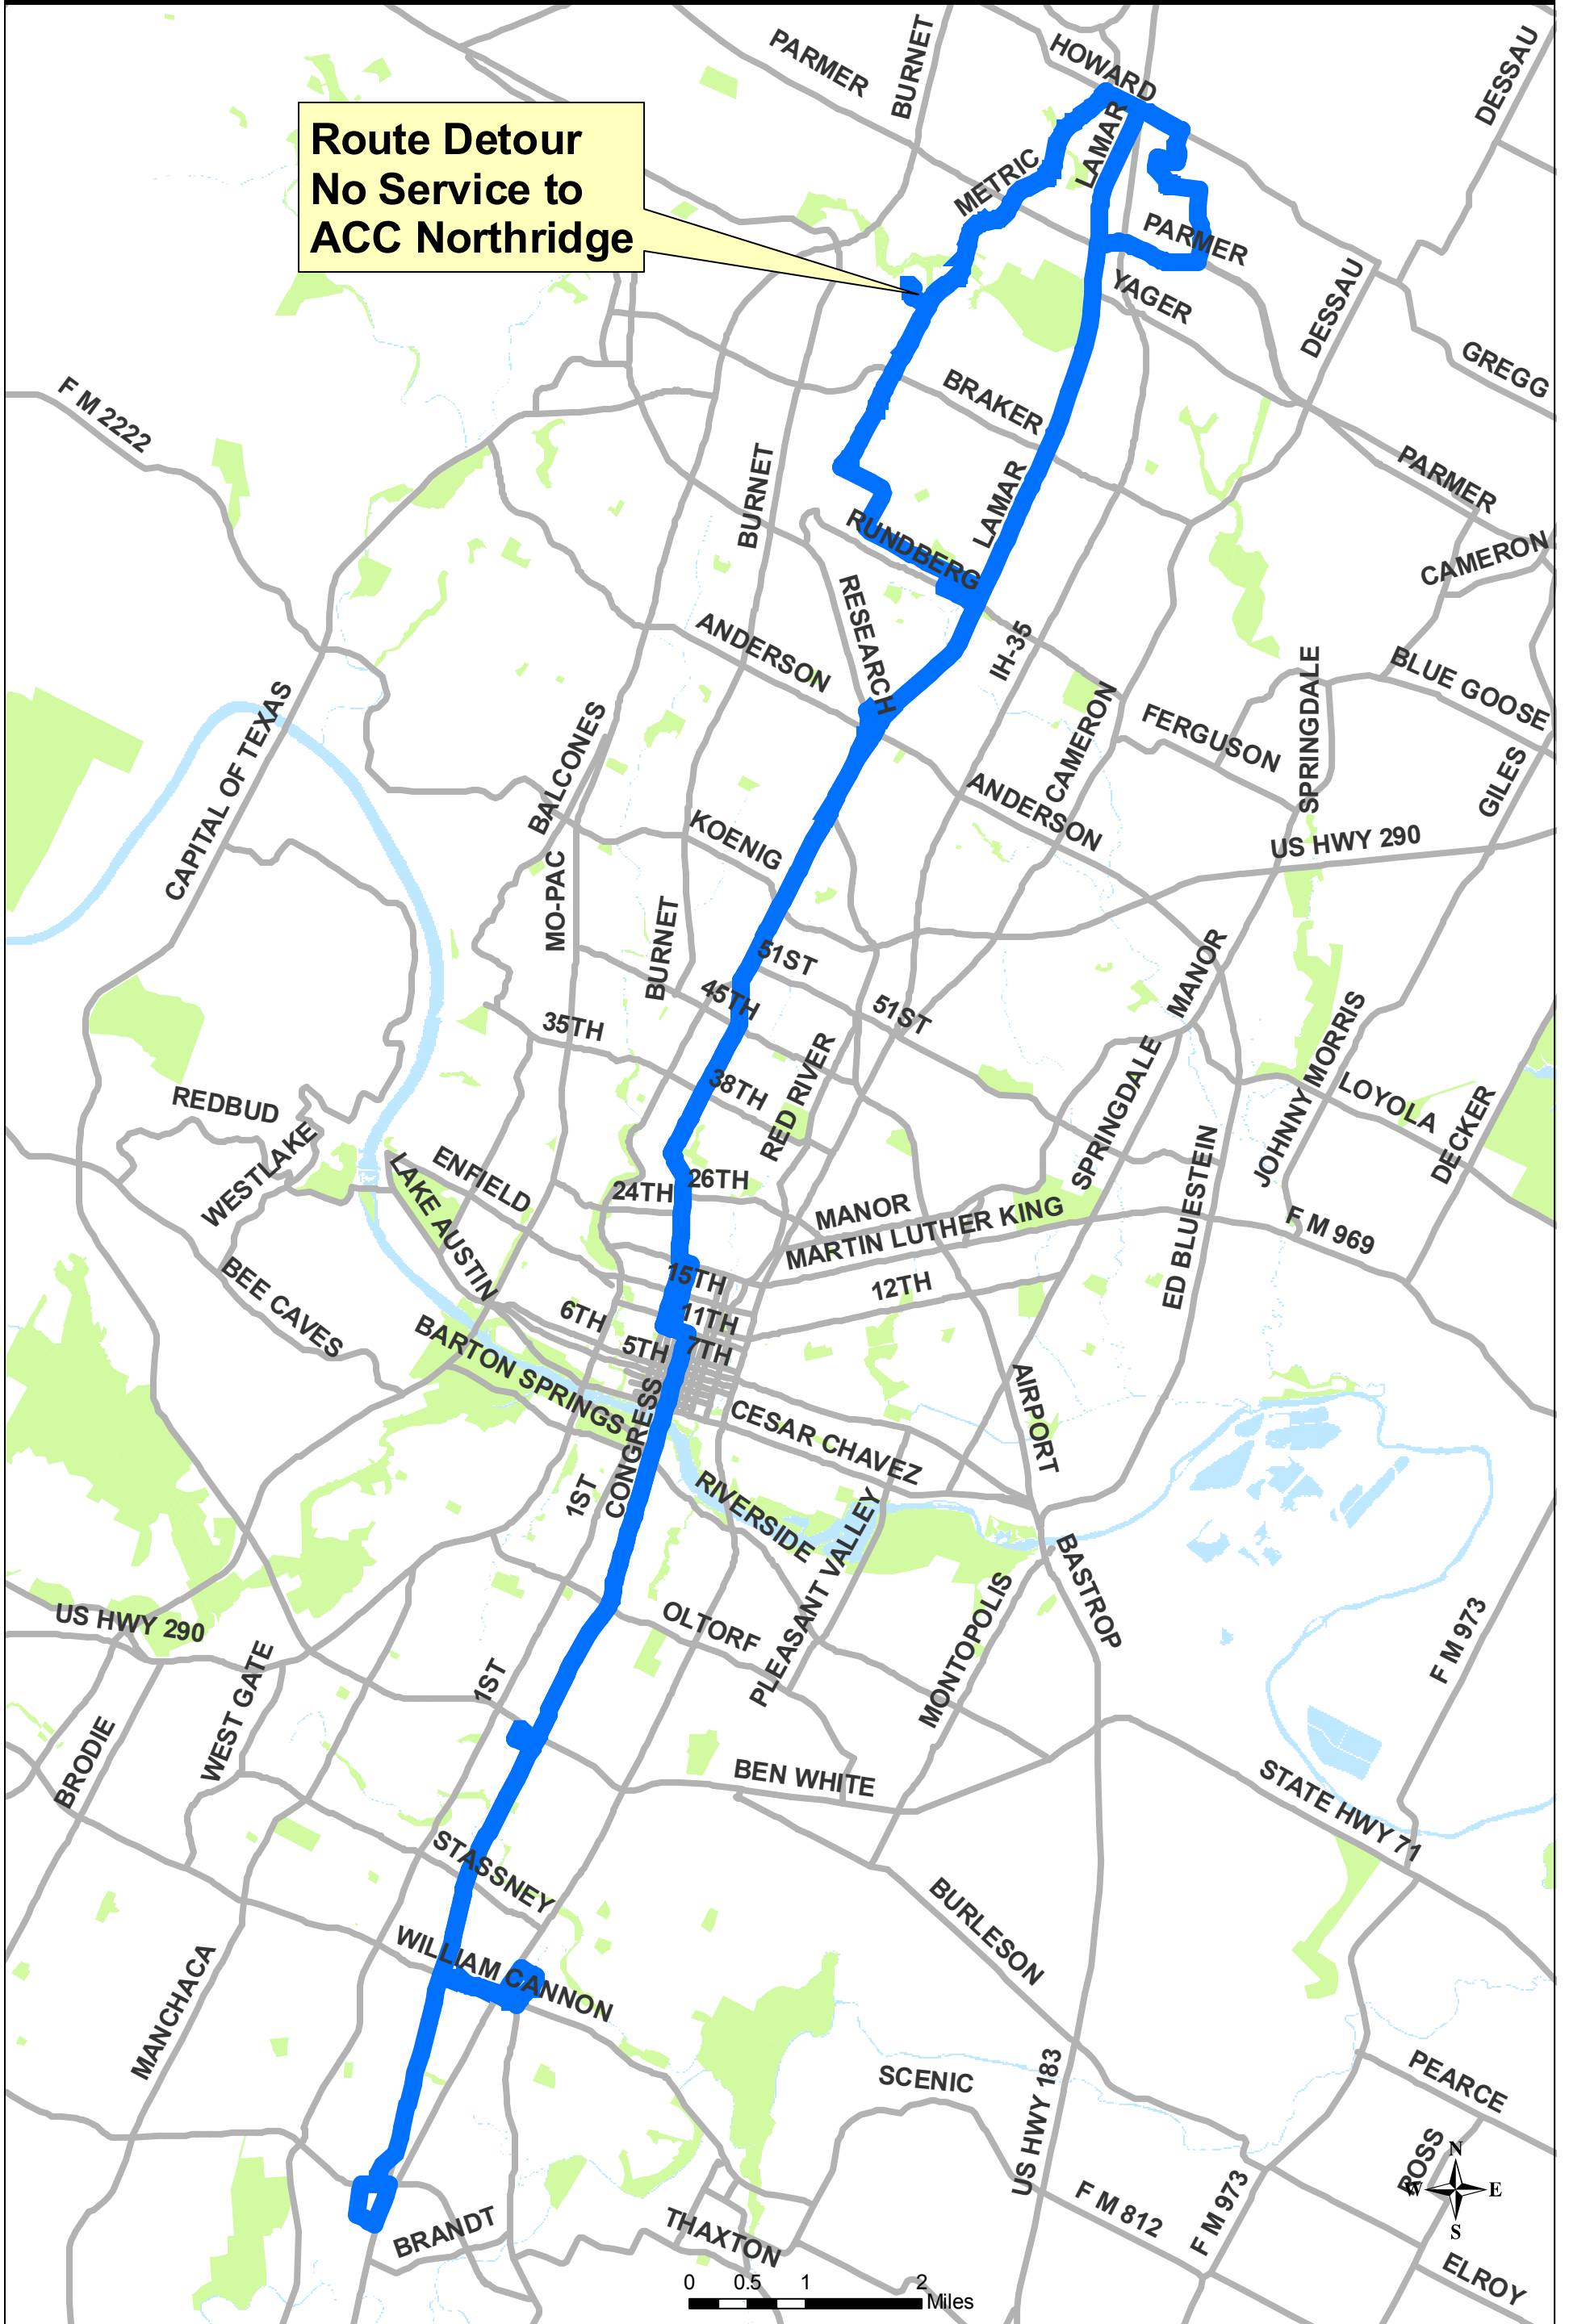 PARMER
BURNET
HOWARD
DESSAU
Route Detour
No Service to
ACC Northridge
LAMAR
METRIC
PARMER
YAGER
DESSAU
GREGG
F M 2222
BRAKER
PARMER
BURNET
LAMAR
RUNDBERG
CAMERON
RESEARCH
ANDERSON
IH-35
BLUE GOOSE
SPRINGDALE
CAPITAL OF TEXAS
BALCONES
CAMERON
FERGUSON
GILES
ANDERSON
KOENIG
US HWY 290
MO-PAC
BURNET
51ST
45TH
51ST
MANOR
35TH
38TH
RED RIVER
JOHNNY MORRIS
LOYOLA
REDBUD
WESTLAKE
SPRINGDALE
DECKER
ENFIELD
LAKE AUSTIN
24TH
26TH
MANOR
MARTIN LUTHER KING
ED BLUESTEIN
F M 969
BEE CAVES
15TH
12TH
6TH
11TH
5TH
7TH
BARTON SPRINGS
CONGRESS
AIRPORT
CESAR CHAVEZ
1ST
RIVERSIDE
PLEASANT VALLEY
BASTROP
US HWY 290
OLTORF
MONTOPOLIS
F M 973
WEST GATE
1ST
BRODIE
BEN WHITE
STATE HWY 71
STASSNEY
BURLESON
WILLIAM CANNON
MANCHACA
SCENIC
US HWY 183
PEARCE
ROSS
N
W
E
S
F M 812
F M 973
BRANDT
THAXTON
ELROY
0 0.5 1 2
Miles